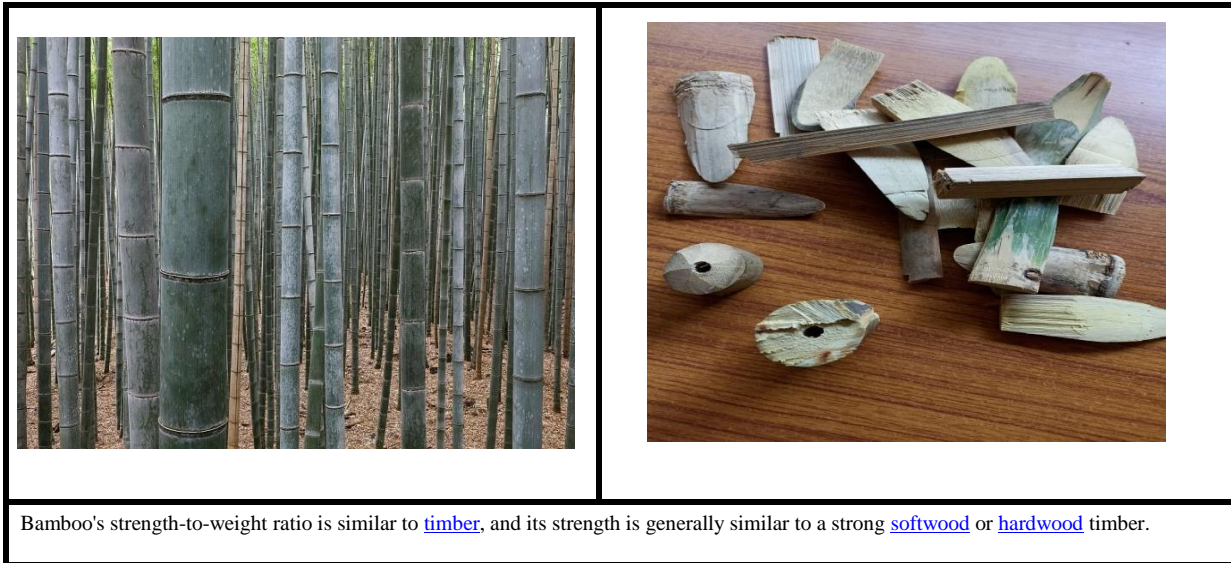 Bamboo's strength-to-weight ratio is similar to timber, and its strength is generally similar to a strong softwood or hardwood timber.